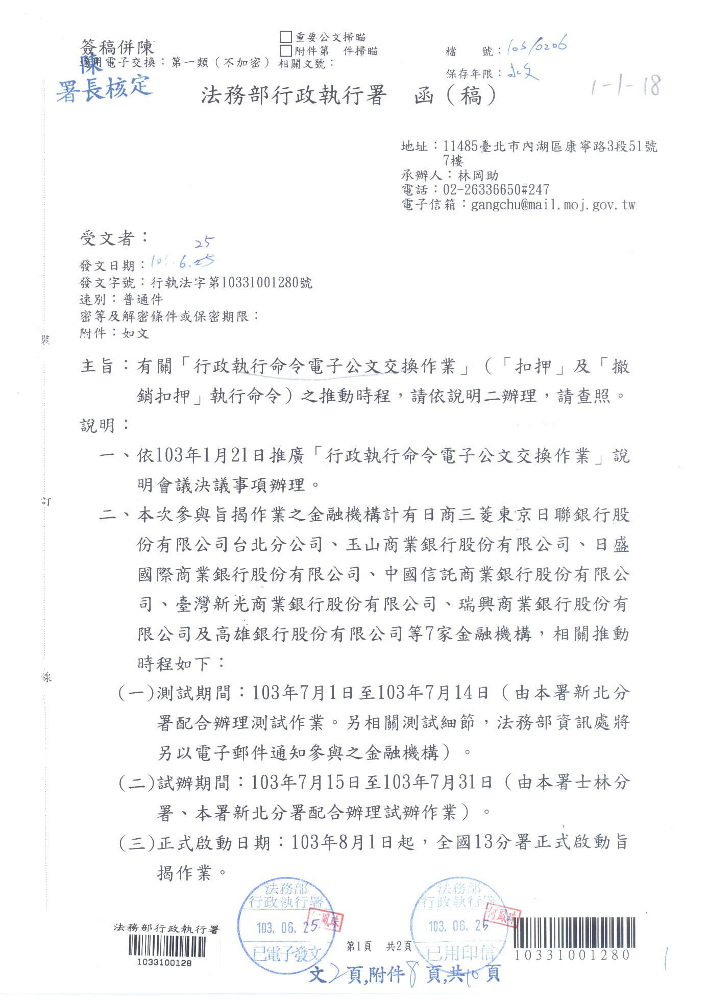 簽稿併陳
□重要公文掃瞄
□附件第　件掃瞄
檔　　號：103/0206
適用電子交換：第一類（不加密）相關文號：
保存年限：永久
陳
署長核定
1-1-18
法務部行政執行署　函（稿）
地址：11485臺北市內湖區康寧路3段51號
7樓
承辦人：林岡助
電話：02-26336650#247
電子信箱：gangchu@mail.moj.gov.tw
受文者：
25
發文日期：103.6.25
發文字號：行執法字第10331001280號
速別：普通件
密等及解密條件或保密期限：
附件：如文
主旨：有關「行政執行命令電子公文交換作業」（「扣押」及「撤
銷扣押」執行命令）之推動時程，請依說明二辦理，請查照。
說明：
一、依103年1月21日推廣「行政執行命令電子公文交換作業」說
明會議決議事項辦理。
二、本次參與旨揭作業之金融機構計有日商三菱東京日聯銀行股
份有限公司台北分公司、玉山商業銀行股份有限公司、日盛
國際商業銀行股份有限公司、中國信託商業銀行股份有限公
司、臺灣新光商業銀行股份有限公司、瑞興商業銀行股份有
限公司及高雄銀行股份有限公司等7家金融機構，相關推動
時程如下：
(一)測試期間：103年7月1日至103年7月14日（由本署新北分
署配合辦理測試作業。另相關測試細節，法務部資訊處將
另以電子郵件通知參與之金融機構）。
(二)試辦期間：103年7月15日至103年7月31日（由本署士林分
署、本署新北分署配合辦理試辦作業）。
(三)正式啟動日期：103年8月1日起，全國13分署正式啟動旨
揭作業。
裝
訂
線
法務部
行政執行署
103.06.25
已電子發文
鳳珠
法務部
行政執行署
103.06.25
已用印信
何鳳珠
法務部行政執行署
1033100128
第1頁　共2頁
10331001280
文2頁,附件8頁,共10頁
1